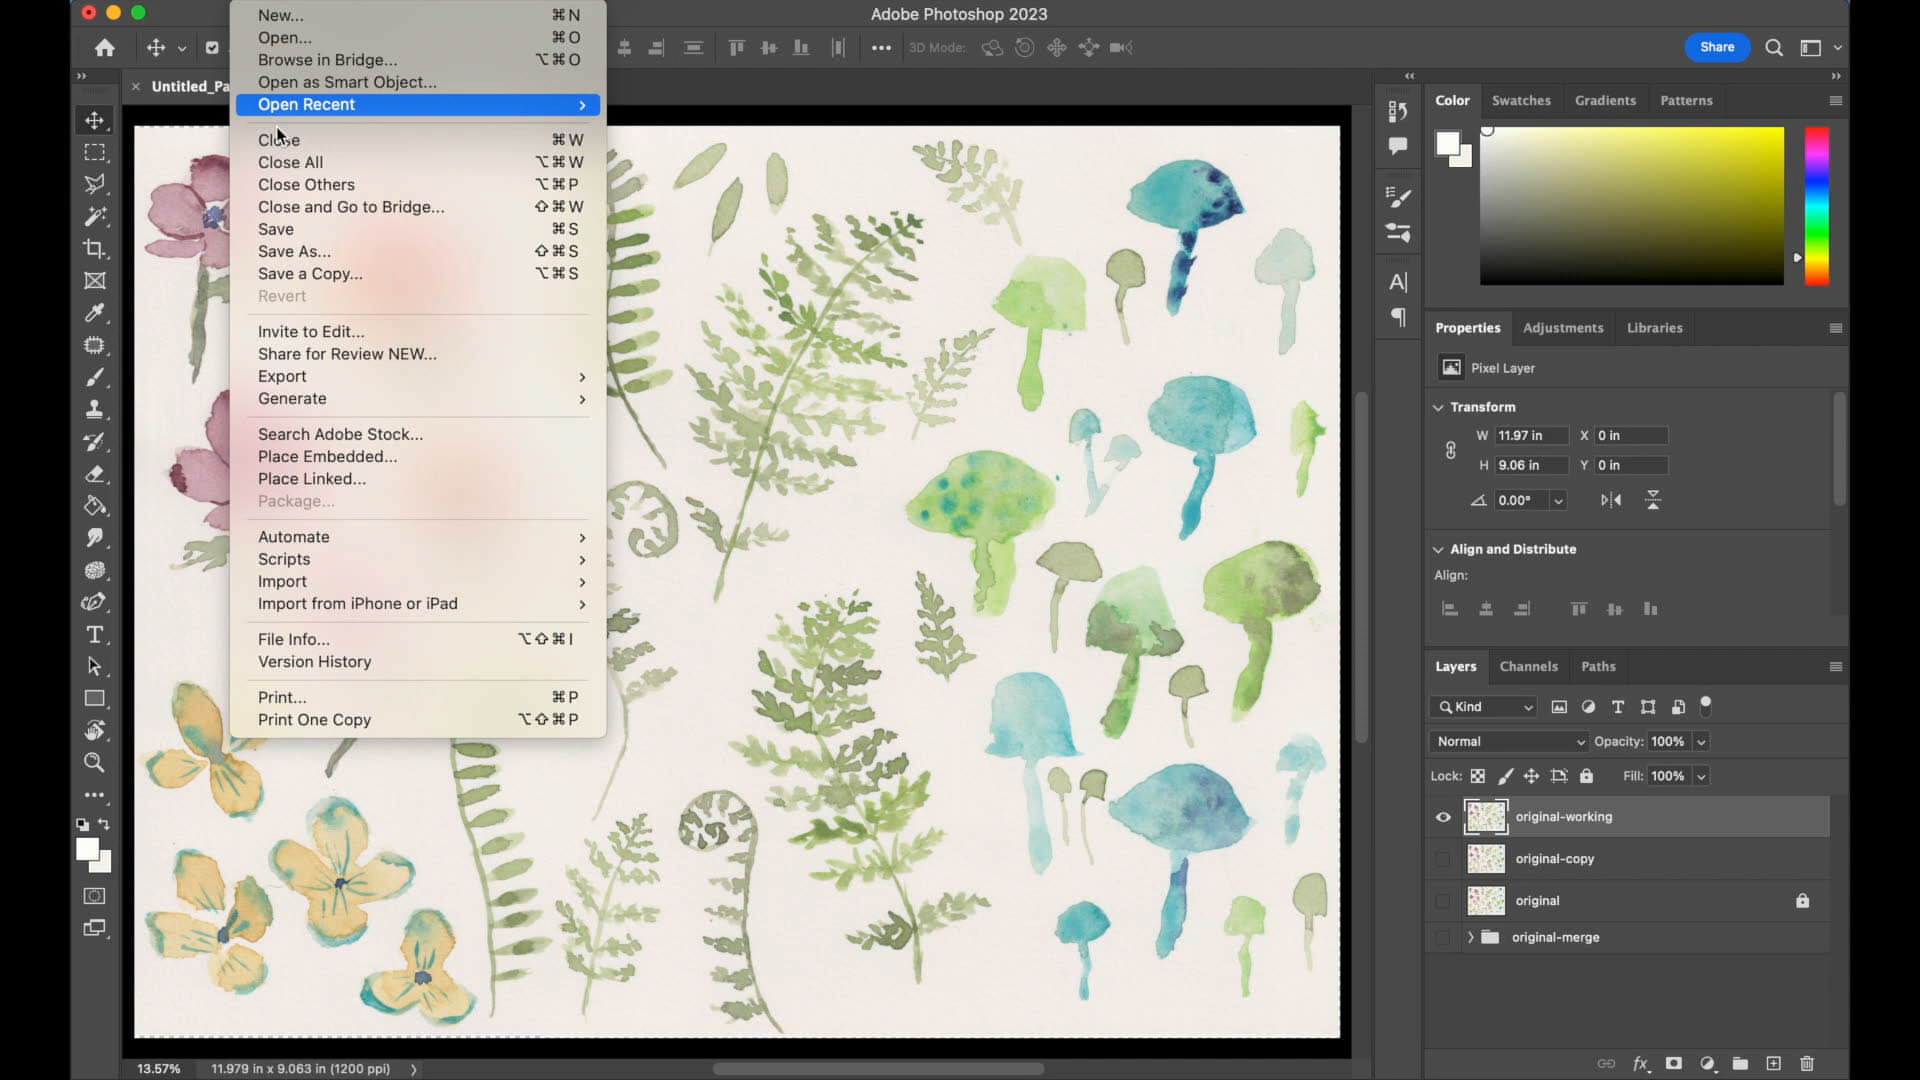 Adobe Photoshop 2023
New... ⌘N
Open... ⌘O
Browse in Bridge... ⌥⌘O
Open as Smart Object...
Open Recent
Close ⌘W
Close All ⌥⌘W
Close Others ⌥⌘P
Close and Go to Bridge... ⇧⌘W
Save ⌘S
Save As... ⇧⌘S
Save a Copy... ⌥⌘S
Revert
Invite to Edit...
Share for Review NEW...
Export
Generate
Search Adobe Stock...
Place Embedded...
Place Linked...
Package...
Automate
Scripts
Import
Import from iPhone or iPad
File Info... ⌥⇧⌘I
Version History
Print... ⌘P
Print One Copy ⌥⇧⌘P
3D Mode:
Share
Untitled_Pa
Color Swatches Gradients Patterns
Properties Adjustments Libraries
Pixel Layer
Transform
W 11.97 in X 0 in
H 9.06 in Y 0 in
0.00°
Align and Distribute
Align:
Layers Channels Paths
Kind
Normal Opacity: 100%
Lock: Fill: 100%
original-working
original-copy
original
original-merge
13.57% 11.979 in x 9.063 in (1200 ppi)